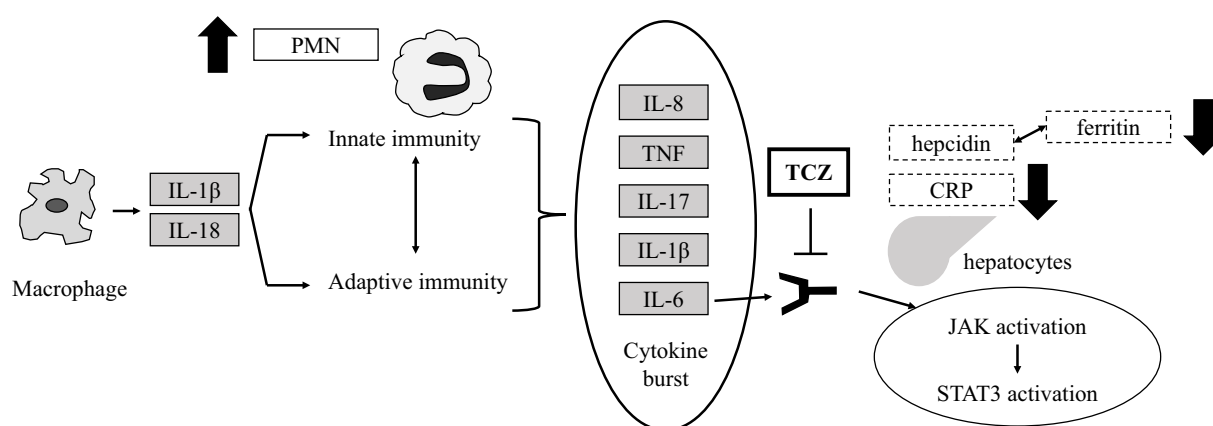 PMN
Innate immunity
Macrophage
IL-1β
IL-18
Adaptive immunity
IL-8
TNF
IL-17
IL-1β
IL-6
Cytokine
burst
TCZ
hepcidin
ferritin
CRP
hepatocytes
JAK activation
STAT3 activation